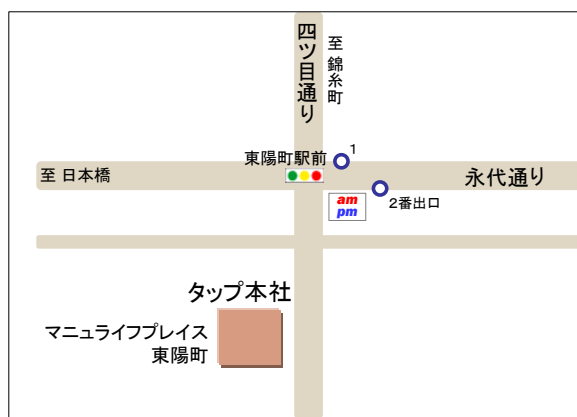 四ツ目通り
至 錦糸町
東陽町駅前
1
至 日本橋
永代通り
2番出口
am
pm
タップ本社
マニュライフプレイス
東陽町